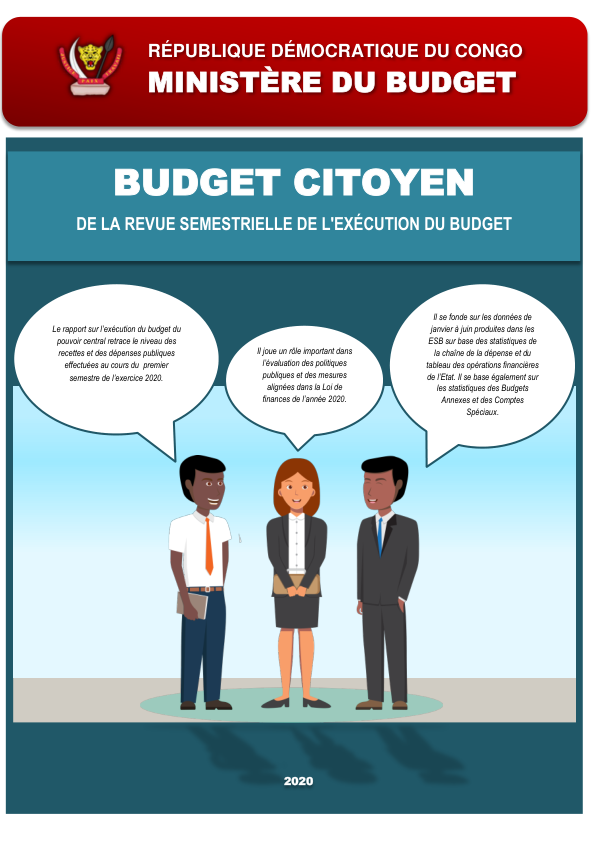 RÉPUBLIQUE DÉMOCRATIQUE DU CONGO
MINISTÈRE DU BUDGET
BUDGET CITOYEN
DE LA REVUE SEMESTRIELLE DE L'EXÉCUTION DU BUDGET
Le rapport sur l'exécution du budget du
pouvoir central retrace le niveau des
recettes et des dépenses publiques
effectuées au cours du premier
semestre de l'exercice 2020.
Il joue un rôle important dans
l'évaluation des politiques
publiques et des mesures
alignées dans la Loi de
finances de l'année 2020.
Il se fonde sur les données de
janvier à juin produites dans les
ESB sur base des statistiques de
la chaîne de la dépense et du
tableau des opérations financières
de l'Etat. Il se base également sur
les statistiques des Budgets
Annexes et des Comptes
Spéciaux.
2020